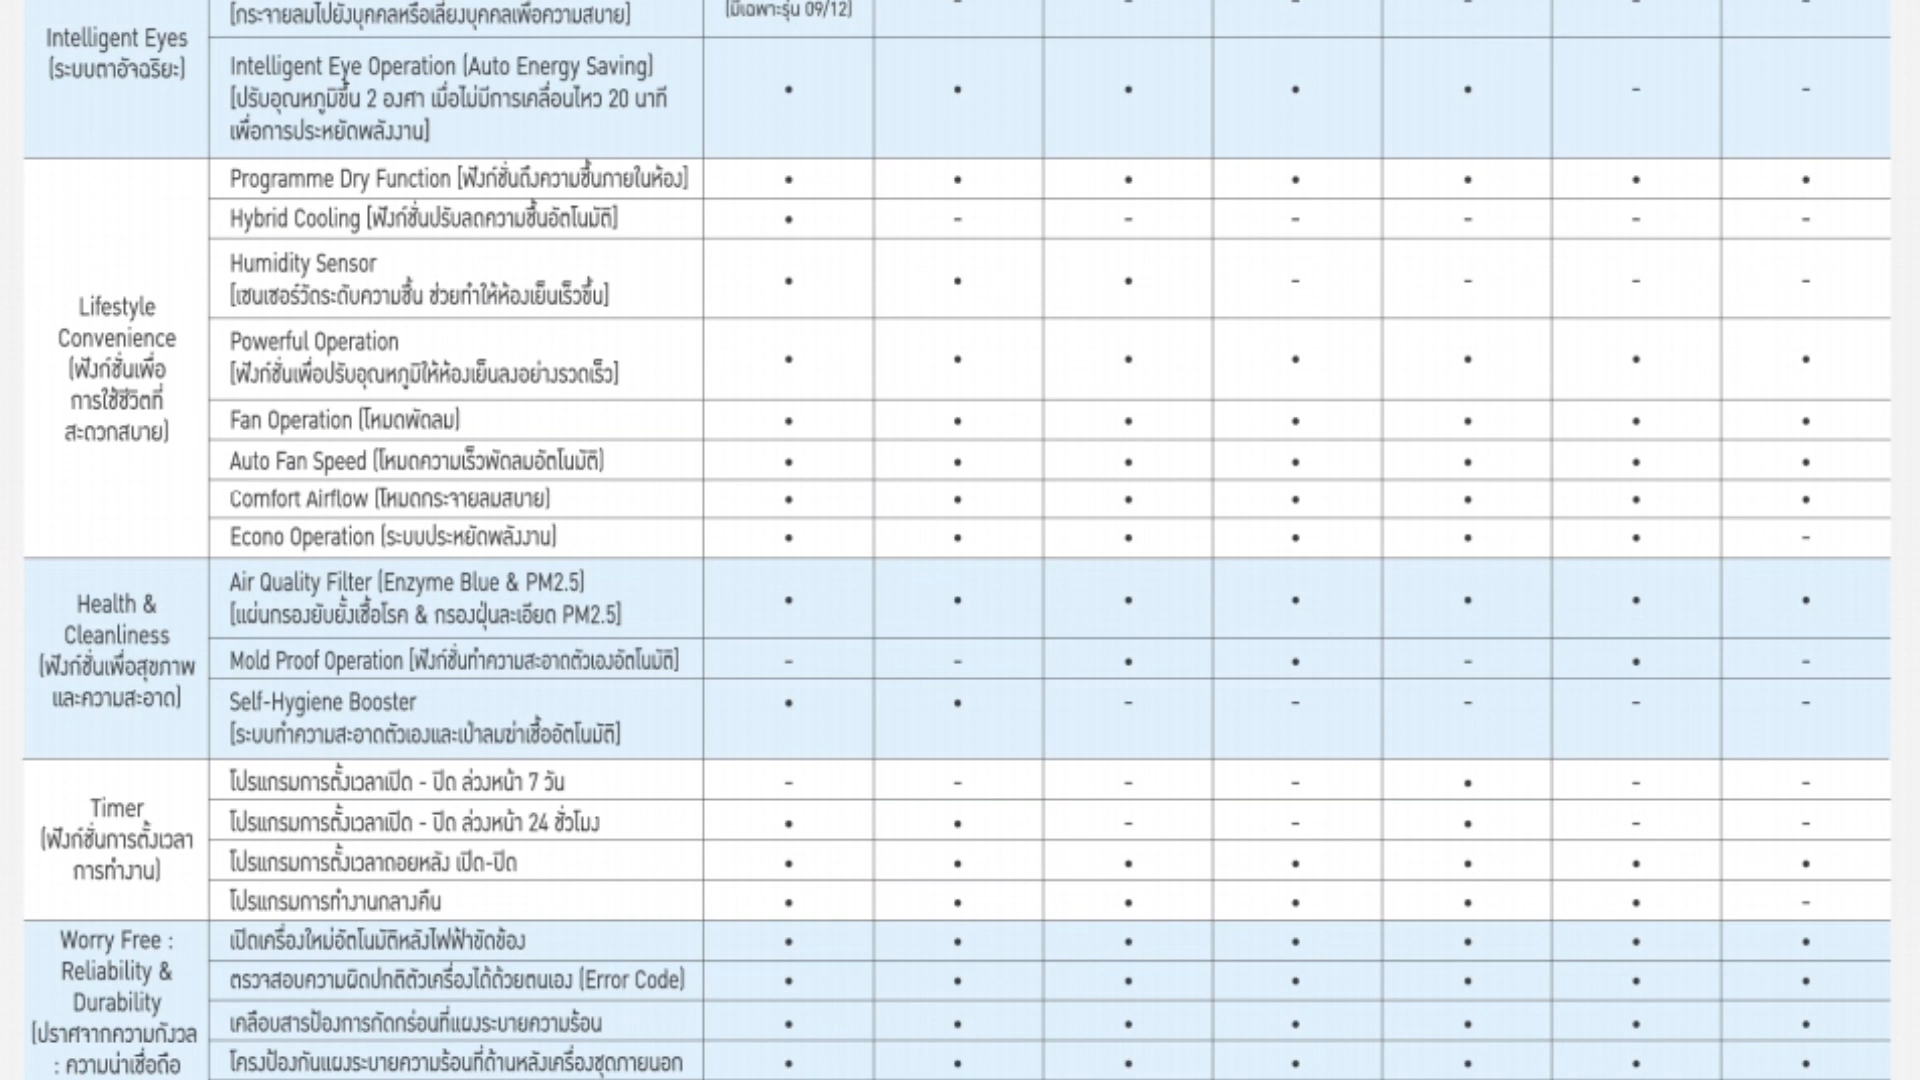 [กระจายลมไปยังบุคคลหรือเลี่ยงบุคคลเพื่อความสบาย]
(มีเฉพาะรุ่น 09/12)
- - - - - -
Intelligent Eyes
(ระบบตาอัจฉริยะ)
Intelligent Eye Operation (Auto Energy Saving)
[ปรับอุณหภูมิขึ้น 2 องศา เมื่อไม่มีการเคลื่อนไหว 20 นาที
เพื่อการประหยัดพลังงาน]
• • • • • - -
Lifestyle
Convenience
(ฟังก์ชั่นเพื่อ
การใช้ชีวิตที่
สะดวกสบาย)
Programme Dry Function [ฟังก์ชั่นดึงความชื้นภายในห้อง]
• • • • • • •
Hybrid Cooling [ฟังก์ชั่นปรับลดความชื้นอัตโนมัติ]
• - - - - - -
Humidity Sensor
[เซนเซอร์วัดระดับความชื้น ช่วยทำให้ห้องเย็นเร็วขึ้น]
• • • - - - -
Powerful Operation
[ฟังก์ชั่นเพื่อปรับอุณหภูมิให้ห้องเย็นลงอย่างรวดเร็ว]
• • • • • • •
Fan Operation (โหมดพัดลม)
• • • • • • •
Auto Fan Speed (โหมดความเร็วพัดลมอัตโนมัติ)
• • • • • • •
Comfort Airflow (โหมดกระจายลมสบาย)
• • • • • • •
Econo Operation (ระบบประหยัดพลังงาน)
• • • • • • -
Health &
Cleanliness
(ฟังก์ชั่นเพื่อสุขภาพ
และความสะอาด)
Air Quality Filter (Enzyme Blue & PM2.5)
[แผ่นกรองยับยั้งเชื้อโรค & กรองฝุ่นละเอียด PM2.5]
• • • • • • •
Mold Proof Operation [ฟังก์ชั่นทำความสะอาดตัวเองอัตโนมัติ]
- - • • - • -
Self-Hygiene Booster
[ระบบทำความสะอาดตัวเองและเป่าลมฆ่าเชื้ออัตโนมัติ]
• • - - - - -
Timer
(ฟังก์ชั่นการตั้งเวลา
การทำงาน)
โปรแกรมการตั้งเวลาเปิด - ปิด ล่วงหน้า 7 วัน
- - - - • - -
โปรแกรมการตั้งเวลาเปิด - ปิด ล่วงหน้า 24 ชั่วโมง
• • - - • - -
โปรแกรมการตั้งเวลาถอยหลัง เปิด-ปิด
• • • • • • •
โปรแกรมการทำงานกลางคืน
• • • • • • -
Worry Free :
Reliability &
Durability
(ปราศจากความกังวล
: ความน่าเชื่อถือ
เปิดเครื่องใหม่อัตโนมัติหลังไฟฟ้าขัดข้อง
• • • • • • •
ตรวจสอบความผิดปกติตัวเครื่องได้ด้วยตนเอง (Error Code)
• • • • • • •
เคลือบสารป้องการกัดกร่อนที่แผงระบายความร้อน
• • • • • • •
โครงป้องกันแผงระบายความร้อนที่ด้านหลังเครื่องชุดภายนอก
• • • • • • •